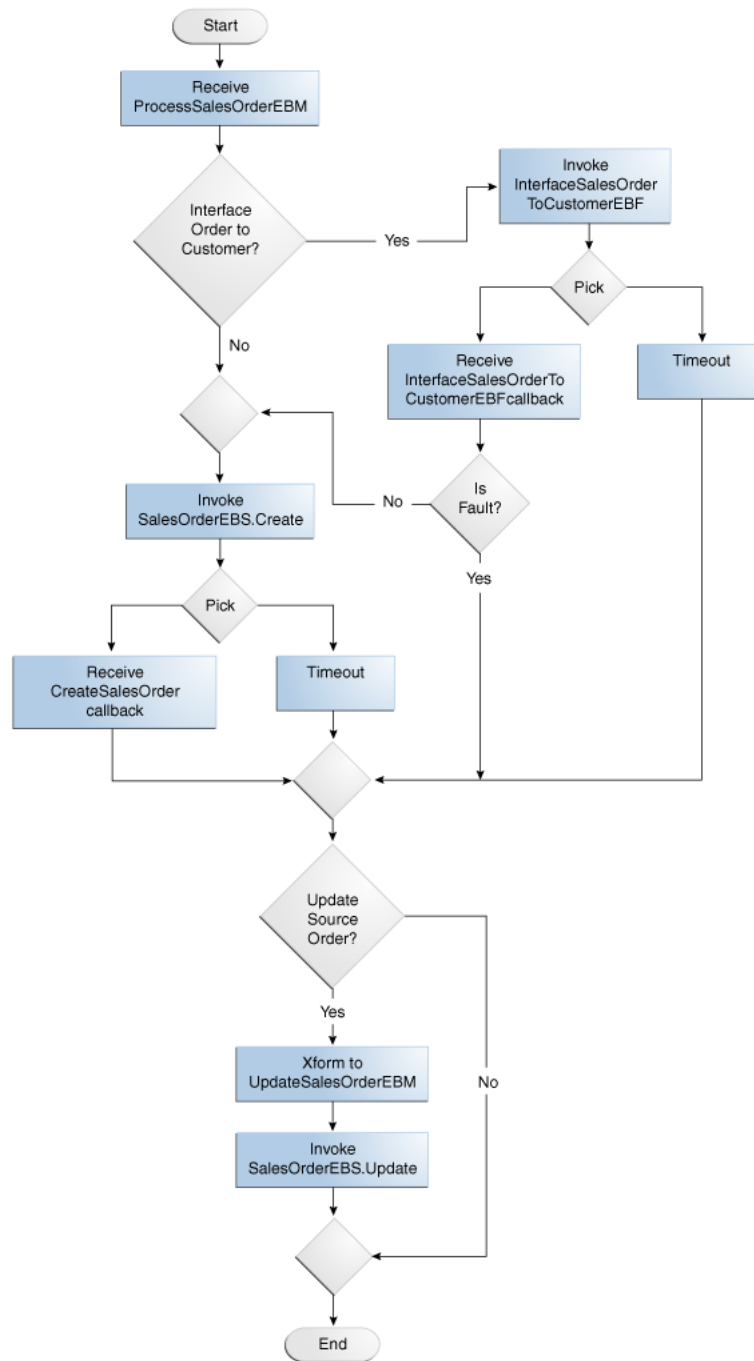 Start
Receive
ProcessSalesOrderEBM
Interface
Order to
Customer?
Yes
Invoke
InterfaceSalesOrder
ToCustomerEBF
Pick
Receive
InterfaceSalesOrderTo
CustomerEBFcallback
Timeout
No
Is
Fault?
No
Yes
Invoke
SalesOrderEBS.Create
Pick
Receive
CreateSalesOrder
callback
Timeout
Update
Source
Order?
Yes
No
Xform to
UpdateSalesOrderEBM
Invoke
SalesOrderEBS.Update
End